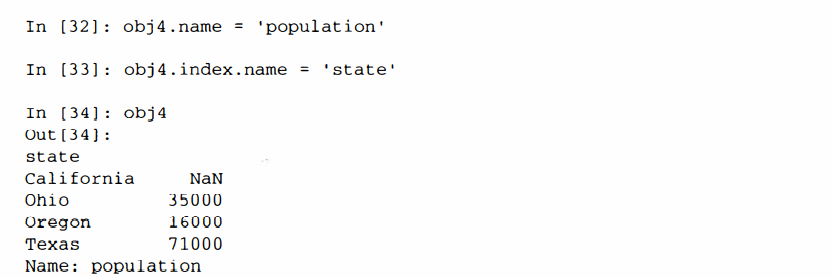 In [32]: obj4.name = 'population'
In [33]: obj4.index.name = 'state'
In [34]: obj4
Out[34]:
state
California     NaN
Ohio         35000
Oregon       16000
Texas        71000
Name: population